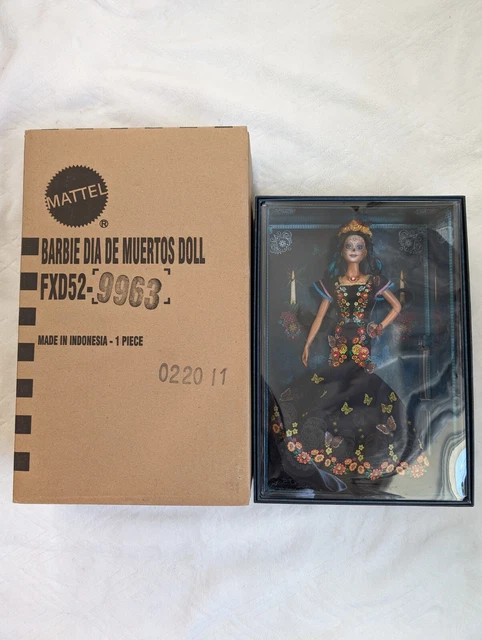 MATTEL
®
BARBIE DIA DE MUERTOS DOLL
FXD52-[9963]
MADE IN INDONESIA - 1 PIECE
0220 11